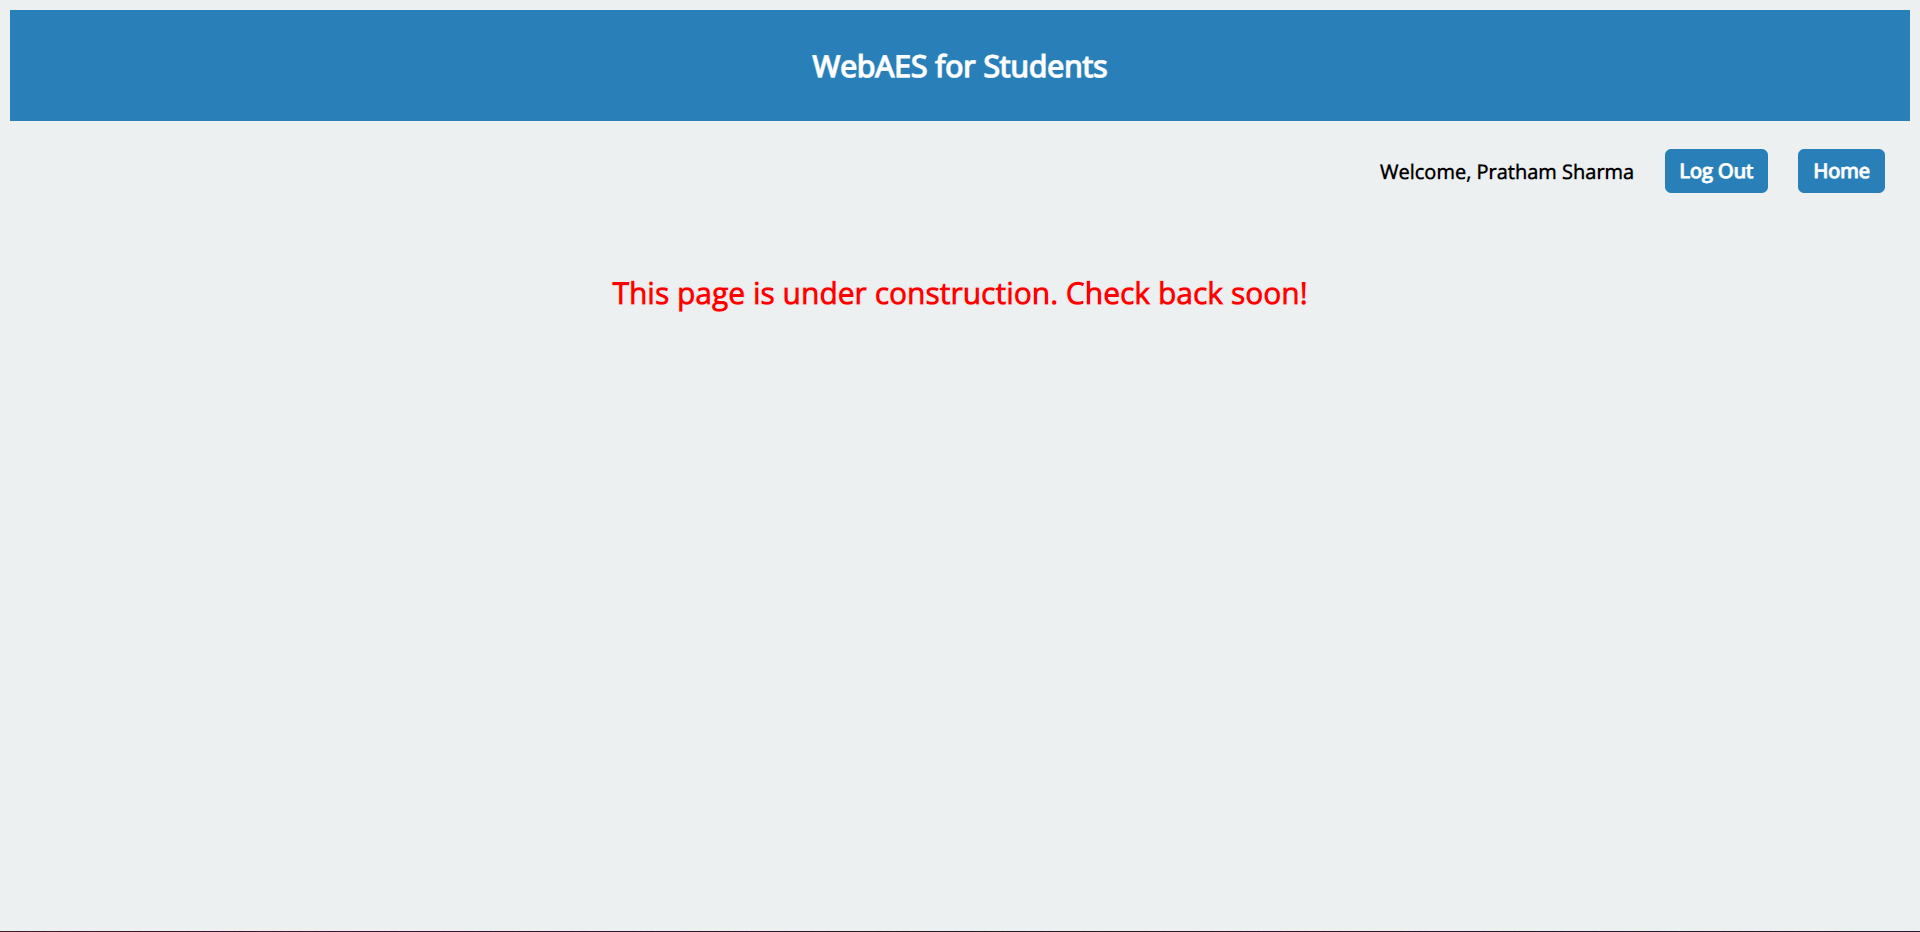 WebAES for Students
Welcome, Pratham Sharma Log Out Home
This page is under construction. Check back soon!